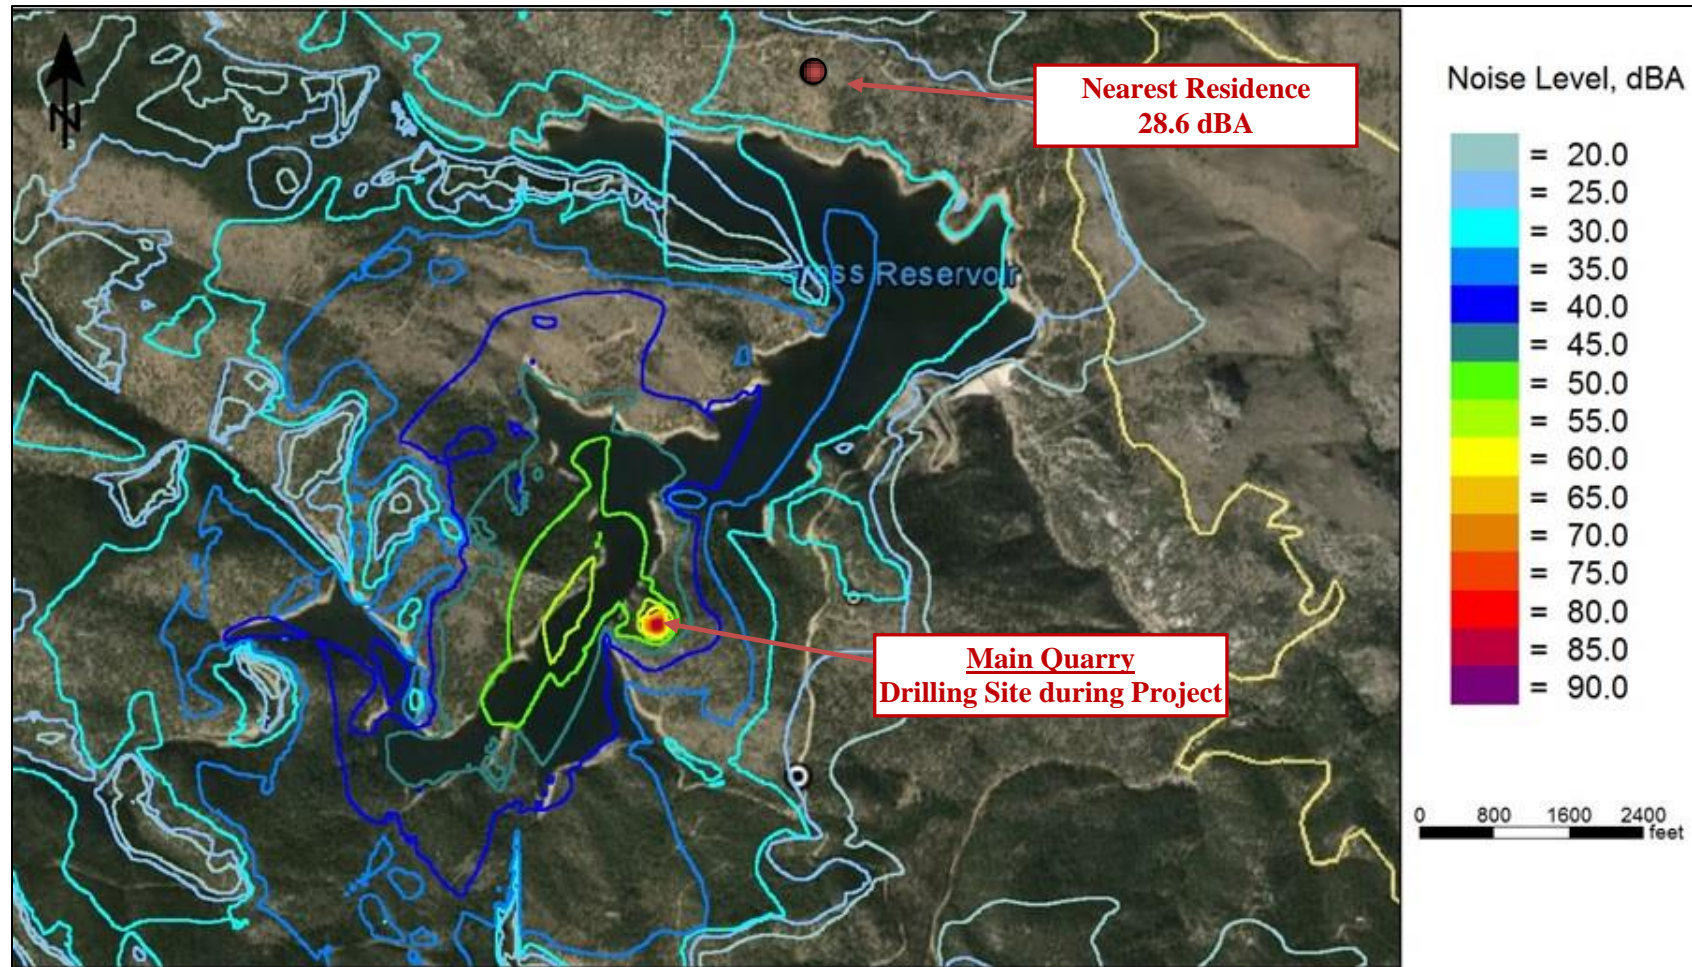 N
Nearest Residence
28.6 dBA
Gross Reservoir
Main Quarry
Drilling Site during Project
Noise Level, dBA
= 20.0
= 25.0
= 30.0
= 35.0
= 40.0
= 45.0
= 50.0
= 55.0
= 60.0
= 65.0
= 70.0
= 75.0
= 80.0
= 85.0
= 90.0
0 800 1600 2400
feet